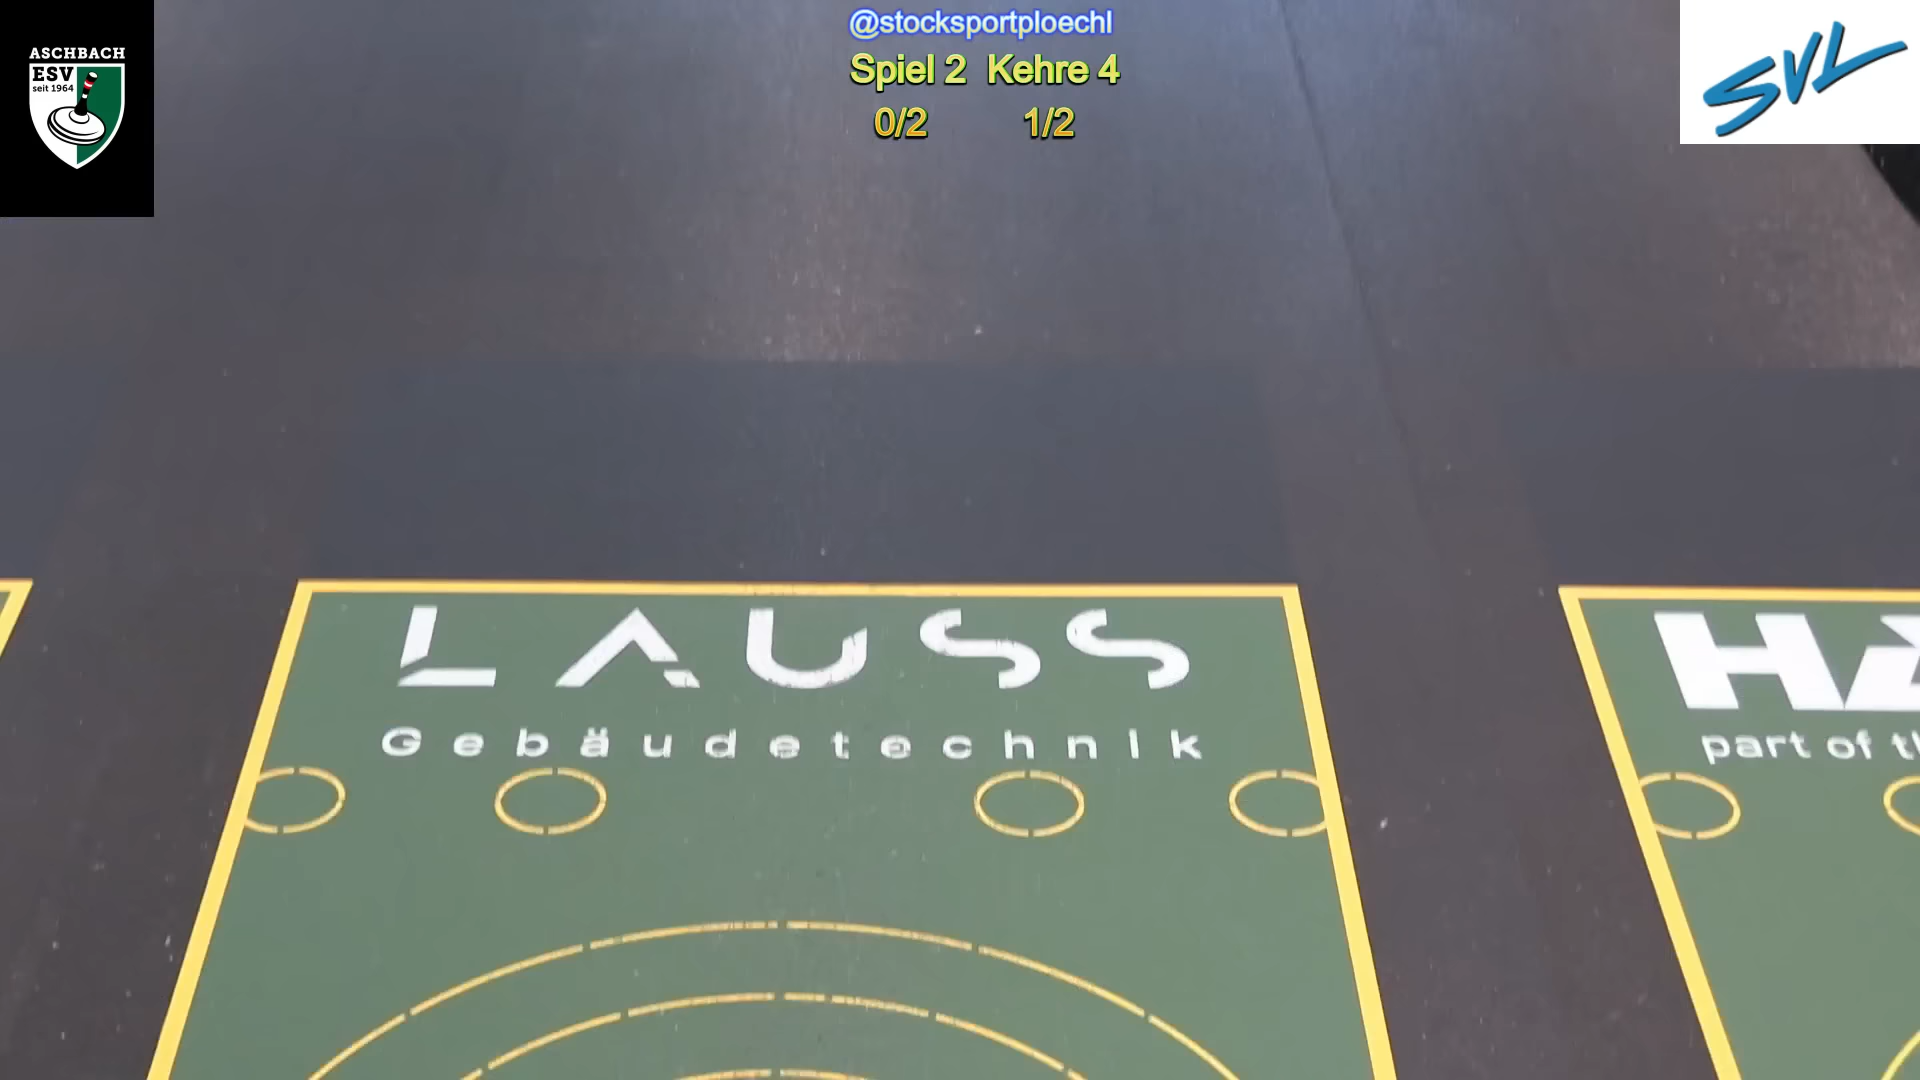 @stocksportploechl
Spiel 2 Kehre 4
0/2 1/2
ASCHBACH
ESV
seit 1964
SVL
LAUSS
Gebäudetechnik
part of